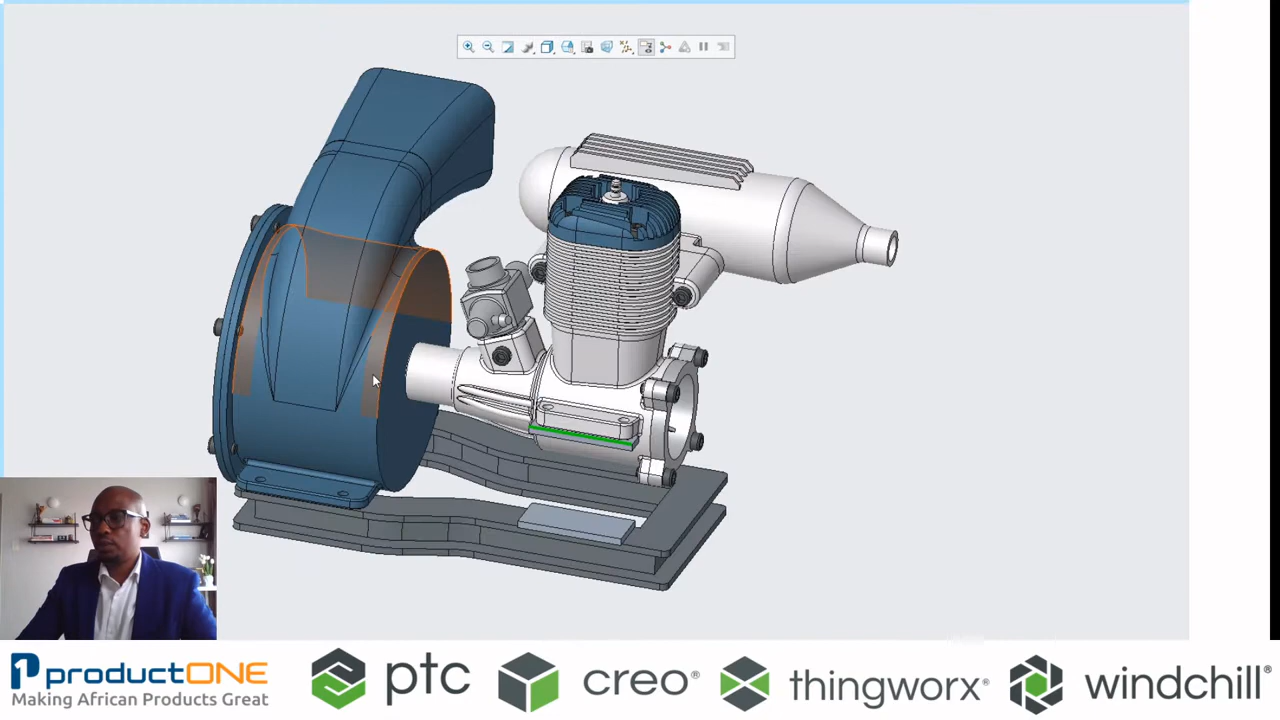 productONE
Making African Products Great
ptc
creo®
thingworx®
windchill®